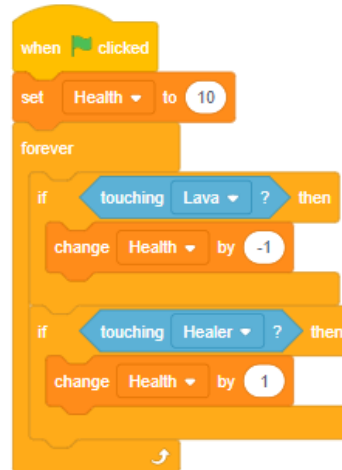 when clicked
set Health to 10
forever
if touching Lava ? then
change Health by -1
if touching Healer ? then
change Health by 1